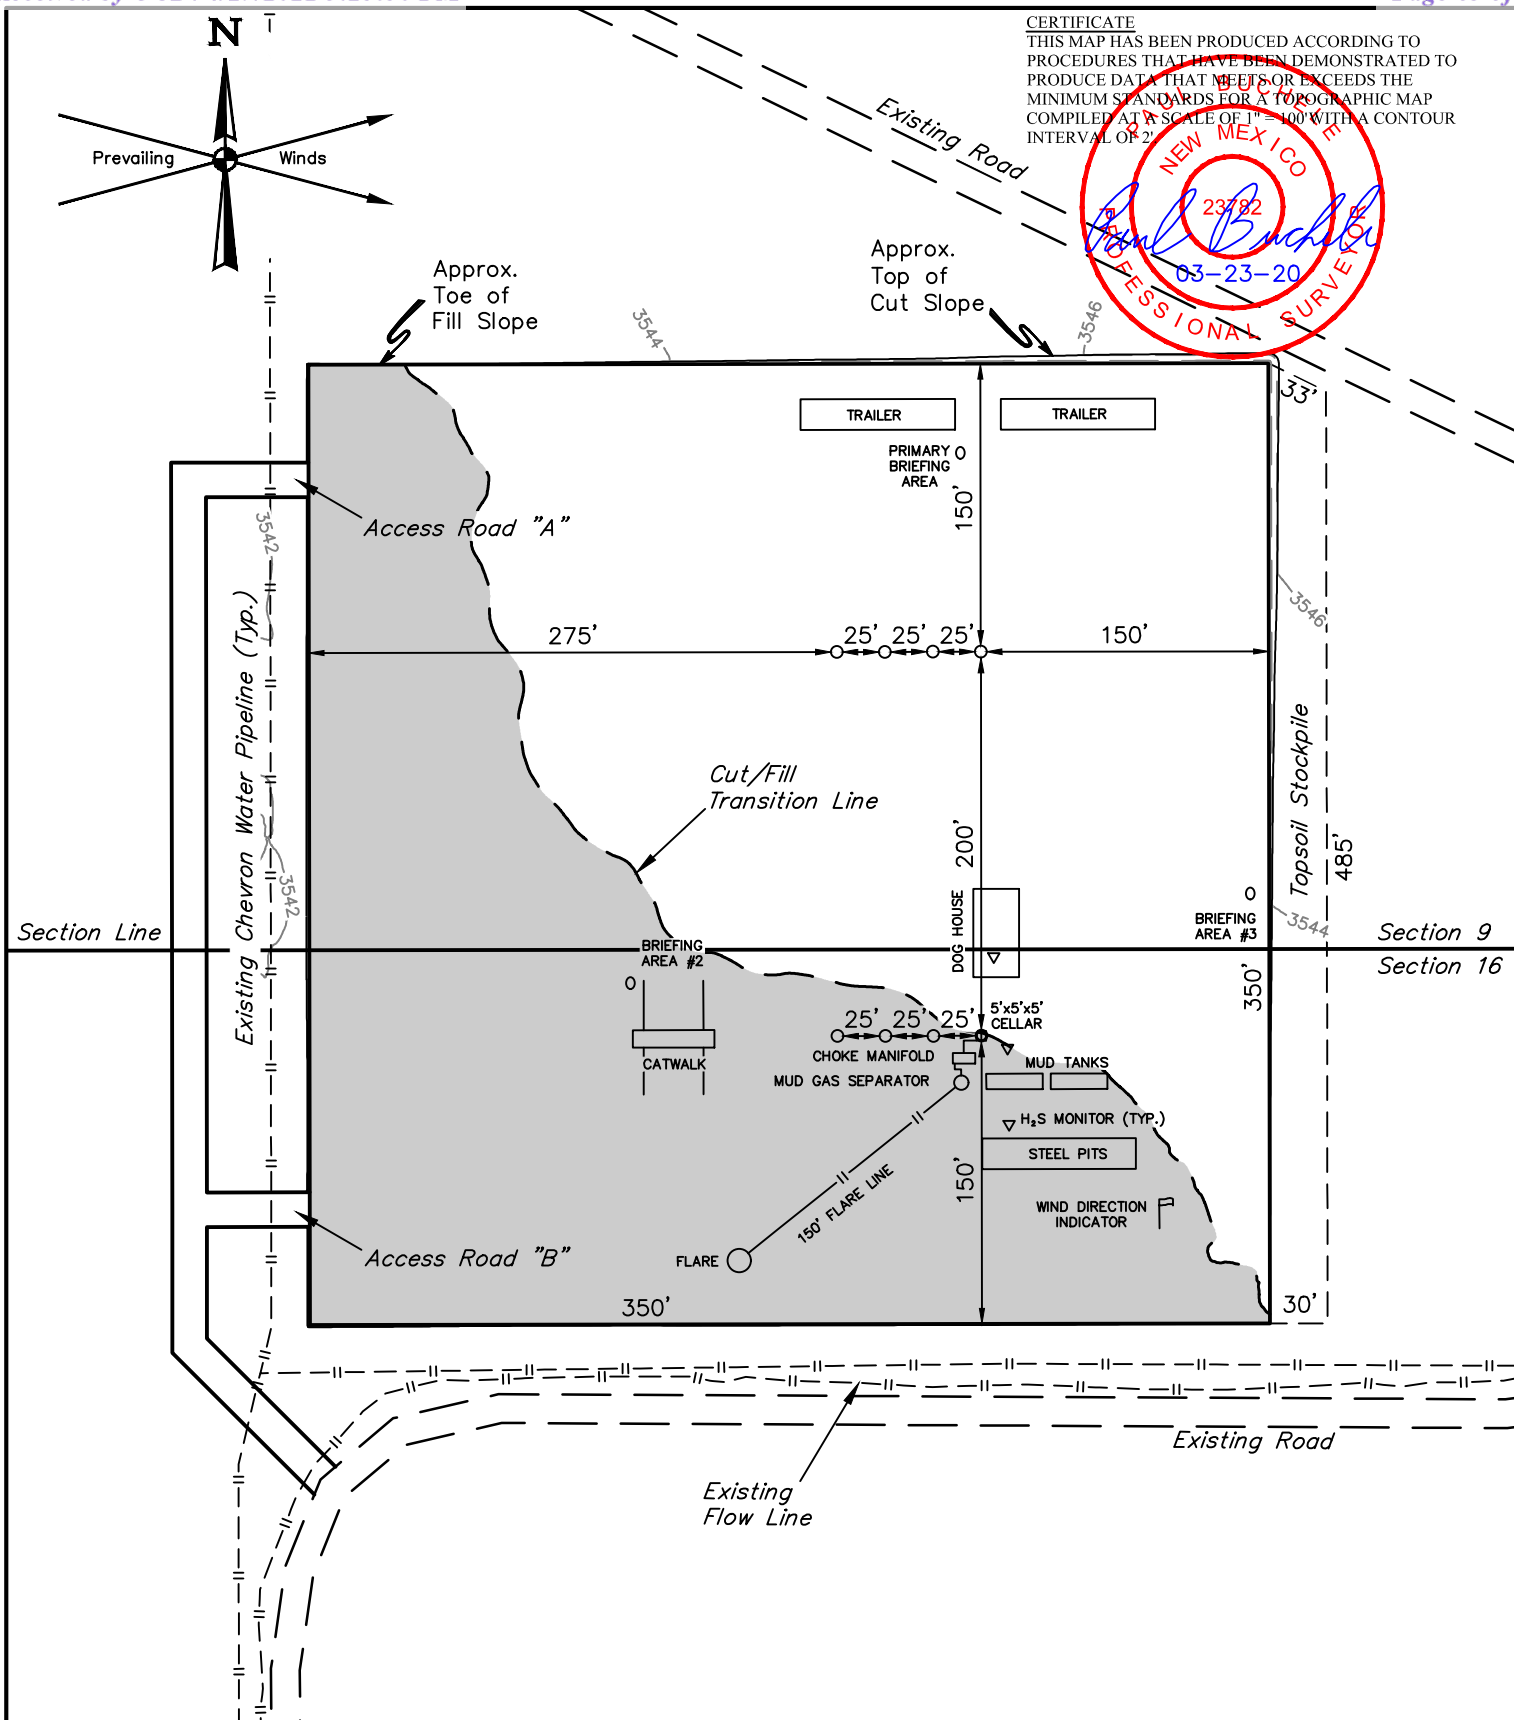 N
Prevailing Winds
CERTIFICATE
THIS MAP HAS BEEN PRODUCED ACCORDING TO
PROCEDURES THAT HAVE BEEN DEMONSTRATED TO
PRODUCE DATA THAT MEETS OR EXCEEDS THE
MINIMUM STANDARDS FOR A TOPOGRAPHIC MAP
COMPILED AT A SCALE OF 1" = 100' WITH A CONTOUR
INTERVAL OF 2'.
PAUL BUCHELE
NEW MEXICO
23782
PROFESSIONAL SURVEYOR
Paul Buchele
03-23-20
Existing Road
Approx.
Toe of
Fill Slope
Approx.
Top of
Cut Slope
3544
3546
33'
TRAILER
TRAILER
PRIMARY
BRIEFING
AREA
150'
Access Road "A"
3542
3546
275'
25'
25'
25'
150'
Existing Chevron Water Pipeline (Typ.)
Cut/Fill
Transition Line
200'
Topsoil Stockpile
485'
3542
DOG HOUSE
BRIEFING
AREA #3
3544
Section Line
Section 9
Section 16
BRIEFING
AREA #2
350'
25'
25'
25'
5'x5'x5'
CELLAR
CATWALK
CHOKE MANIFOLD
MUD GAS SEPARATOR
MUD TANKS
H₂S MONITOR (TYP.)
STEEL PITS
150'
150' FLARE LINE
WIND DIRECTION
INDICATOR
FLARE
Access Road "B"
350'
30'
Existing Road
Existing
Flow Line